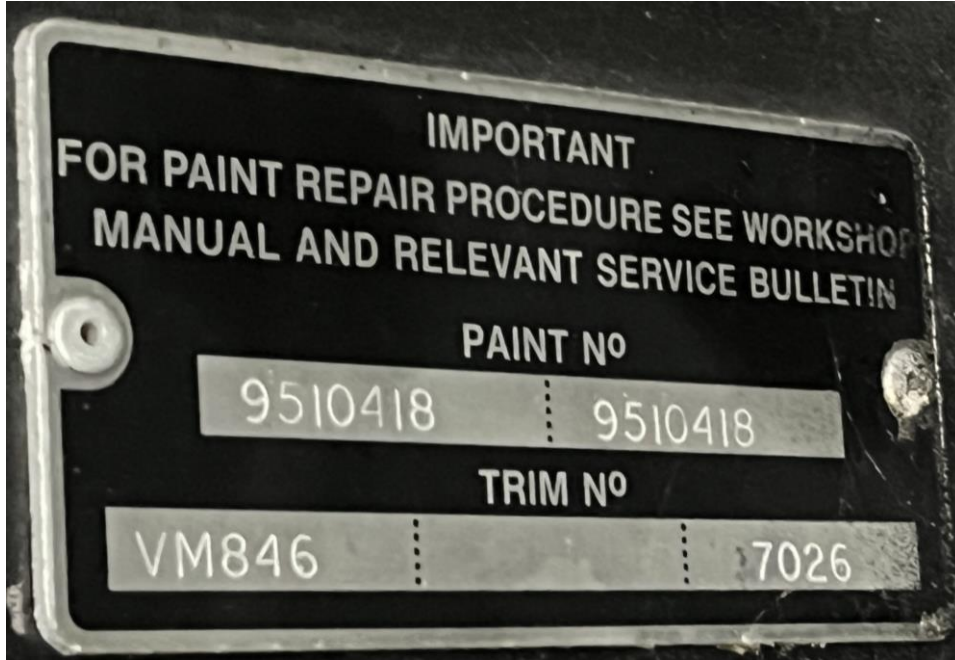 IMPORTANT
FOR PAINT REPAIR PROCEDURE SEE WORKSHOP
MANUAL AND RELEVANT SERVICE BULLETIN
PAINT Nº
9510418 9510418
TRIM Nº
VM846 7026